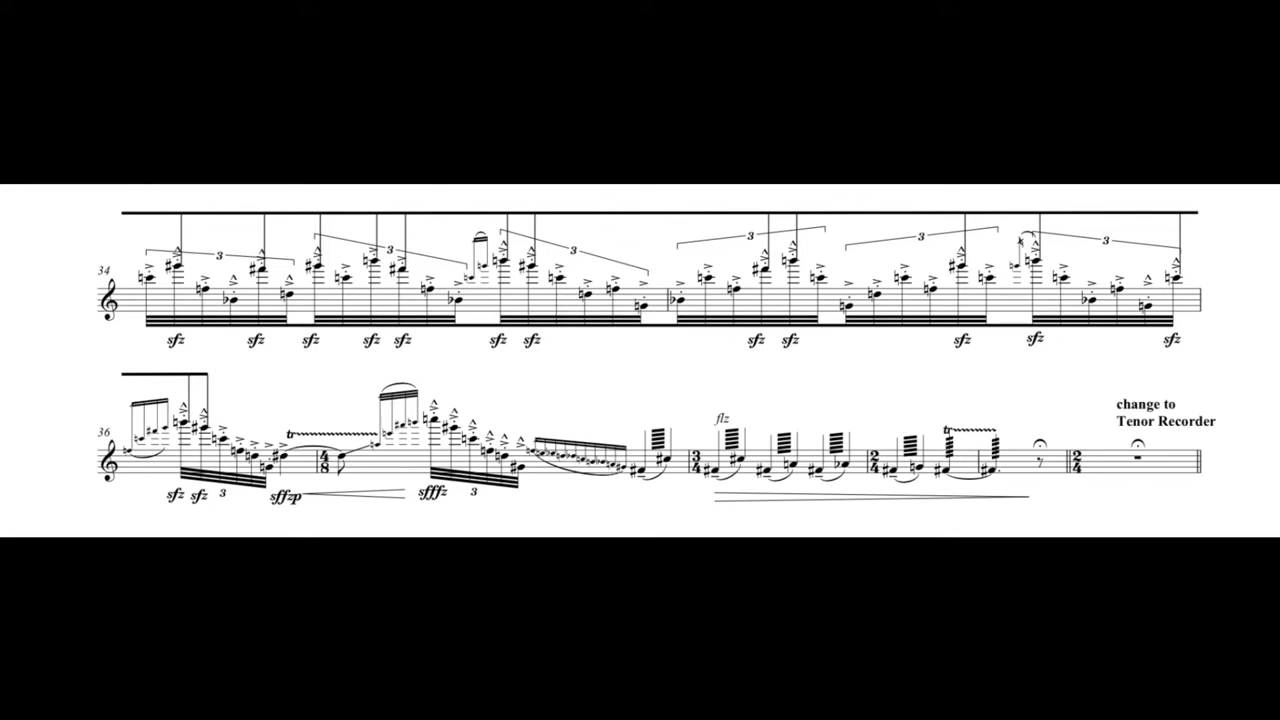 3 3 3 3 3 3
34
sfz sfz sfz sfz sfz sfz sfz sfz sfz sfz sfz sfz
change to
flz
Tenor Recorder
36 tr 4 8 3 4 2 4 tr 2 4
sfz sfz 3 sffzp sfffz 3